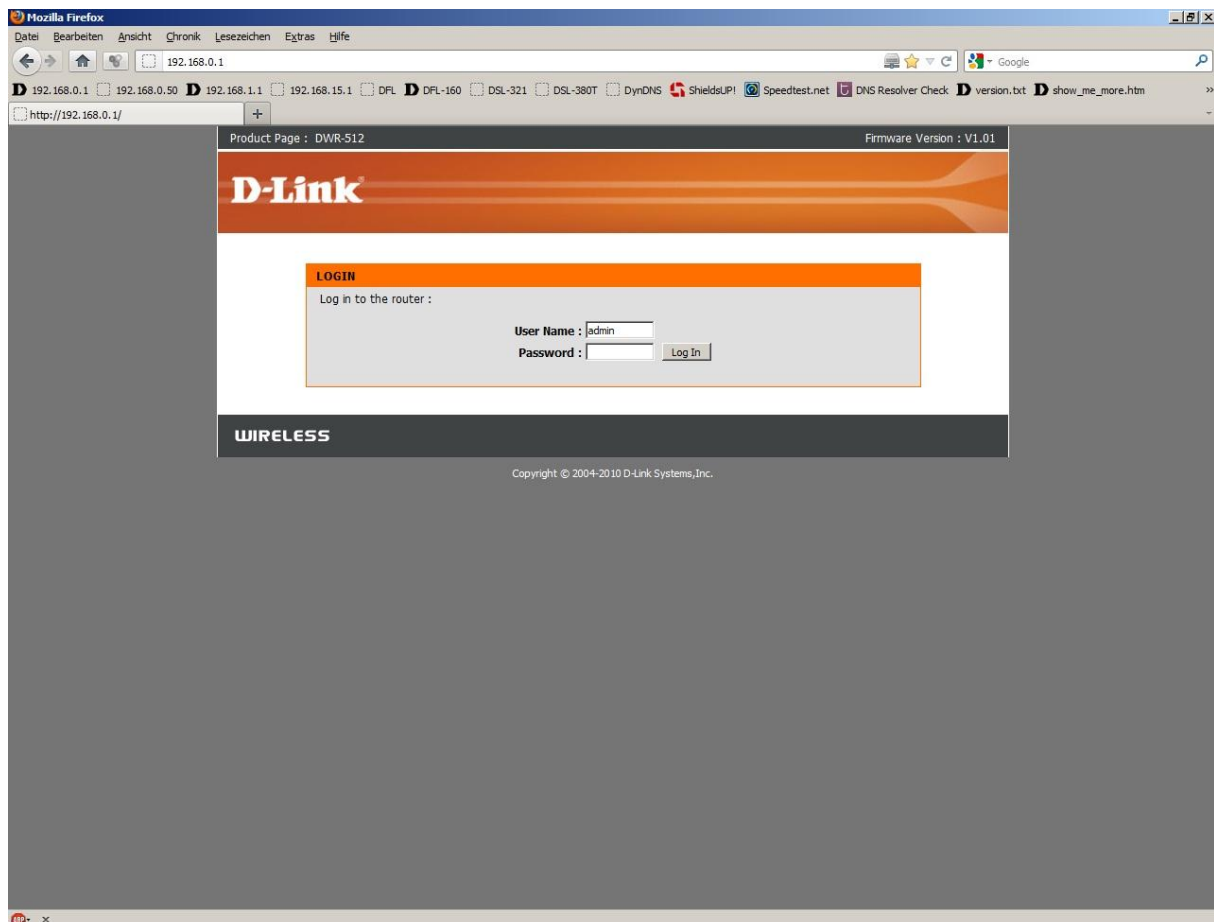 Mozilla Firefox
Datei Bearbeiten Ansicht Chronik Lesezeichen Extras Hilfe
192.168.0.1
Google
192.168.0.1 192.168.0.50 192.168.1.1 192.168.15.1 DFL DFL-160 DSL-321 DSL-380T DynDNS ShieldsUP! Speedtest.net DNS Resolver Check version.txt show_me_more.htm
http://192.168.0.1/
Product Page : DWR-512 Firmware Version : V1.01
D-Link
LOGIN
Log in to the router :
User Name : admin
Password : Log In
WIRELESS
Copyright © 2004-2010 D-Link Systems,Inc.
ABP